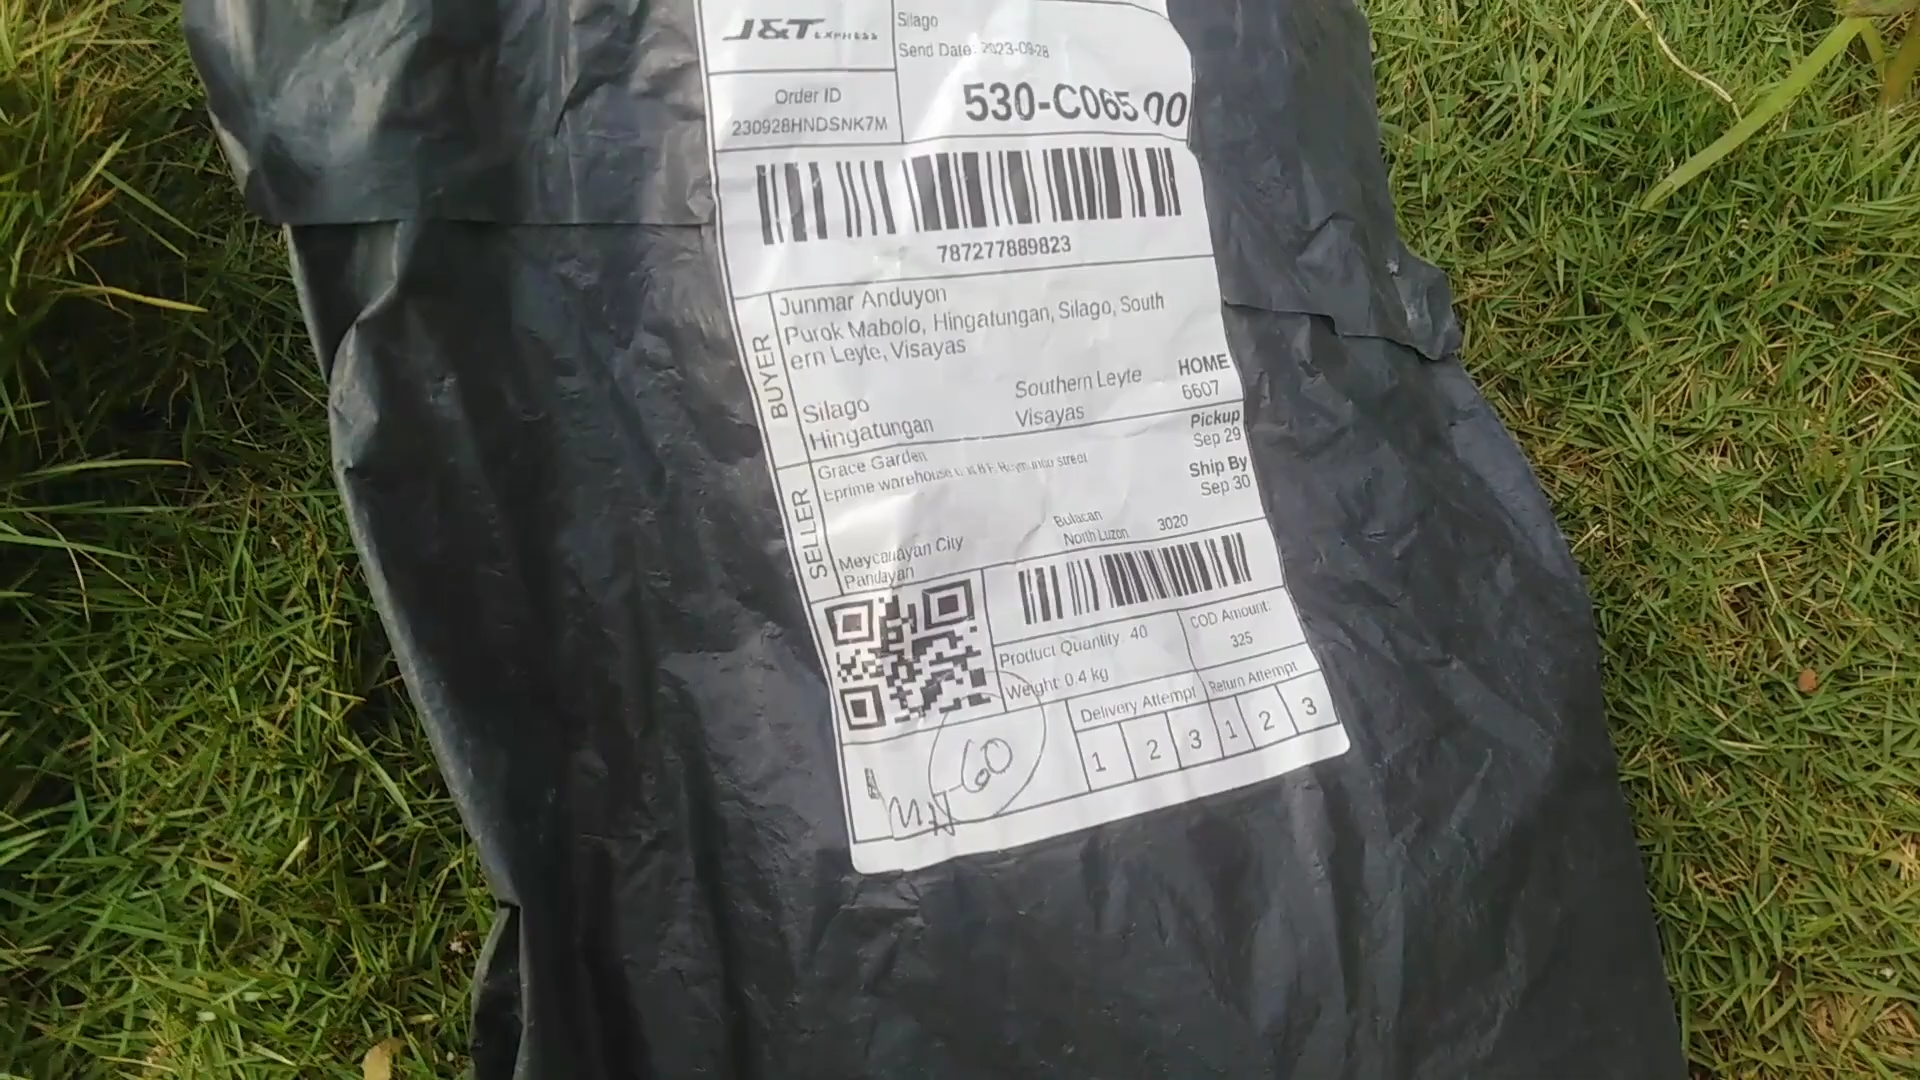 J&T EXPRESS
Silago
Send Date: 2023-09-28
530-C065 00
Order ID
230928HNDSNK7M
787277889823
BUYER
Junmar Anduyon
Purok Mabolo, Hingatungan, Silago, South
ern Leyte, Visayas
HOME
Silago
Southern Leyte
6607
Hingatungan
Visayas
Pickup
Sep 29
SELLER
Grace Garden
Eprime warehouse street
Ship By
Sep 30
Bulacan
3020
Meycauayan City
North Luzon
Pandayan
Product Quantity: 40
COD Amount:
325
Weight: 0.4 kg
Delivery Attempt
Return Attempt
1 2 3 1 2 3
60
MN